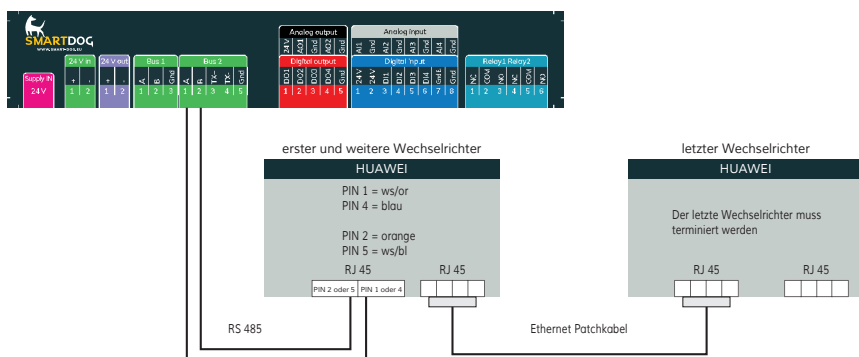 SMARTDOG
WWW.SMART-DOG.EU
Analog output
Analog input
24V AO1 Gnd AO2 Gnd
AI1 Gnd AI2 Gnd AI3 Gnd AI4 Gnd
24 V in
24 V out
Bus 1
Bus 2
Digital output
Digital Input
Relay1 Relay2
Supply IN
+ -
+ -
A B Gnd
A B TX+ TX- Gnd
DO1 DO2 DO3 DO4 Gnd
24 V 24 V DI1 DI2 DI3 DI4 Gnd Gnd
NC COM NO NC COM NO
24 V
1 2
1 2
1 2 3
1 2 3 4 5
1 2 3 4 5
1 2 3 4 5 6 7 8
1 2 3 4 5 6
erster und weitere Wechselrichter
letzter Wechselrichter
HUAWEI
HUAWEI
PIN 1 = ws/or
PIN 4 = blau
PIN 2 = orange
PIN 5 = ws/bl
Der letzte Wechselrichter muss
terminiert werden
RJ 45
RJ 45
RJ 45
RJ 45
PIN 2 oder 5
PIN 1 oder 4
RS 485
Ethernet Patchkabel